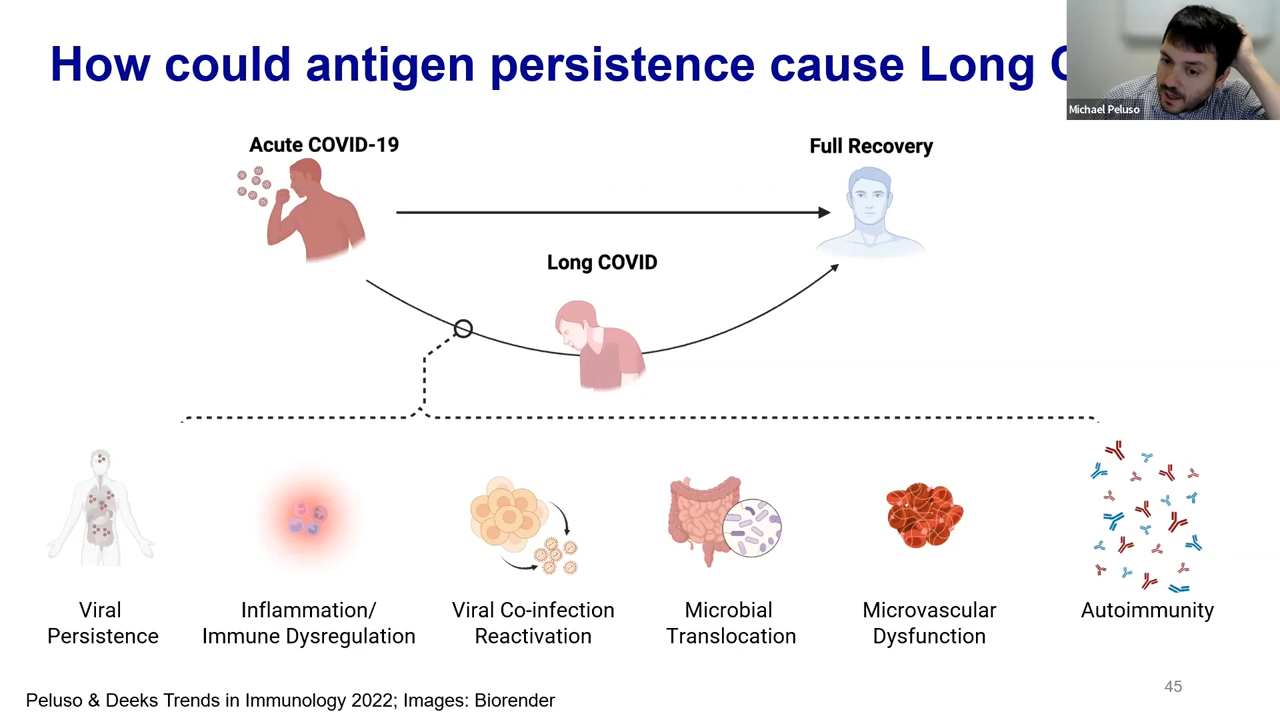 How could antigen persistence cause Long
Michael Peluso
Acute COVID-19
Full Recovery
Long COVID
Viral
Persistence
Inflammation/
Immune Dysregulation
Viral Co-infection
Reactivation
Microbial
Translocation
Microvascular
Dysfunction
Autoimmunity
45
Peluso & Deeks Trends in Immunology 2022; Images: Biorender